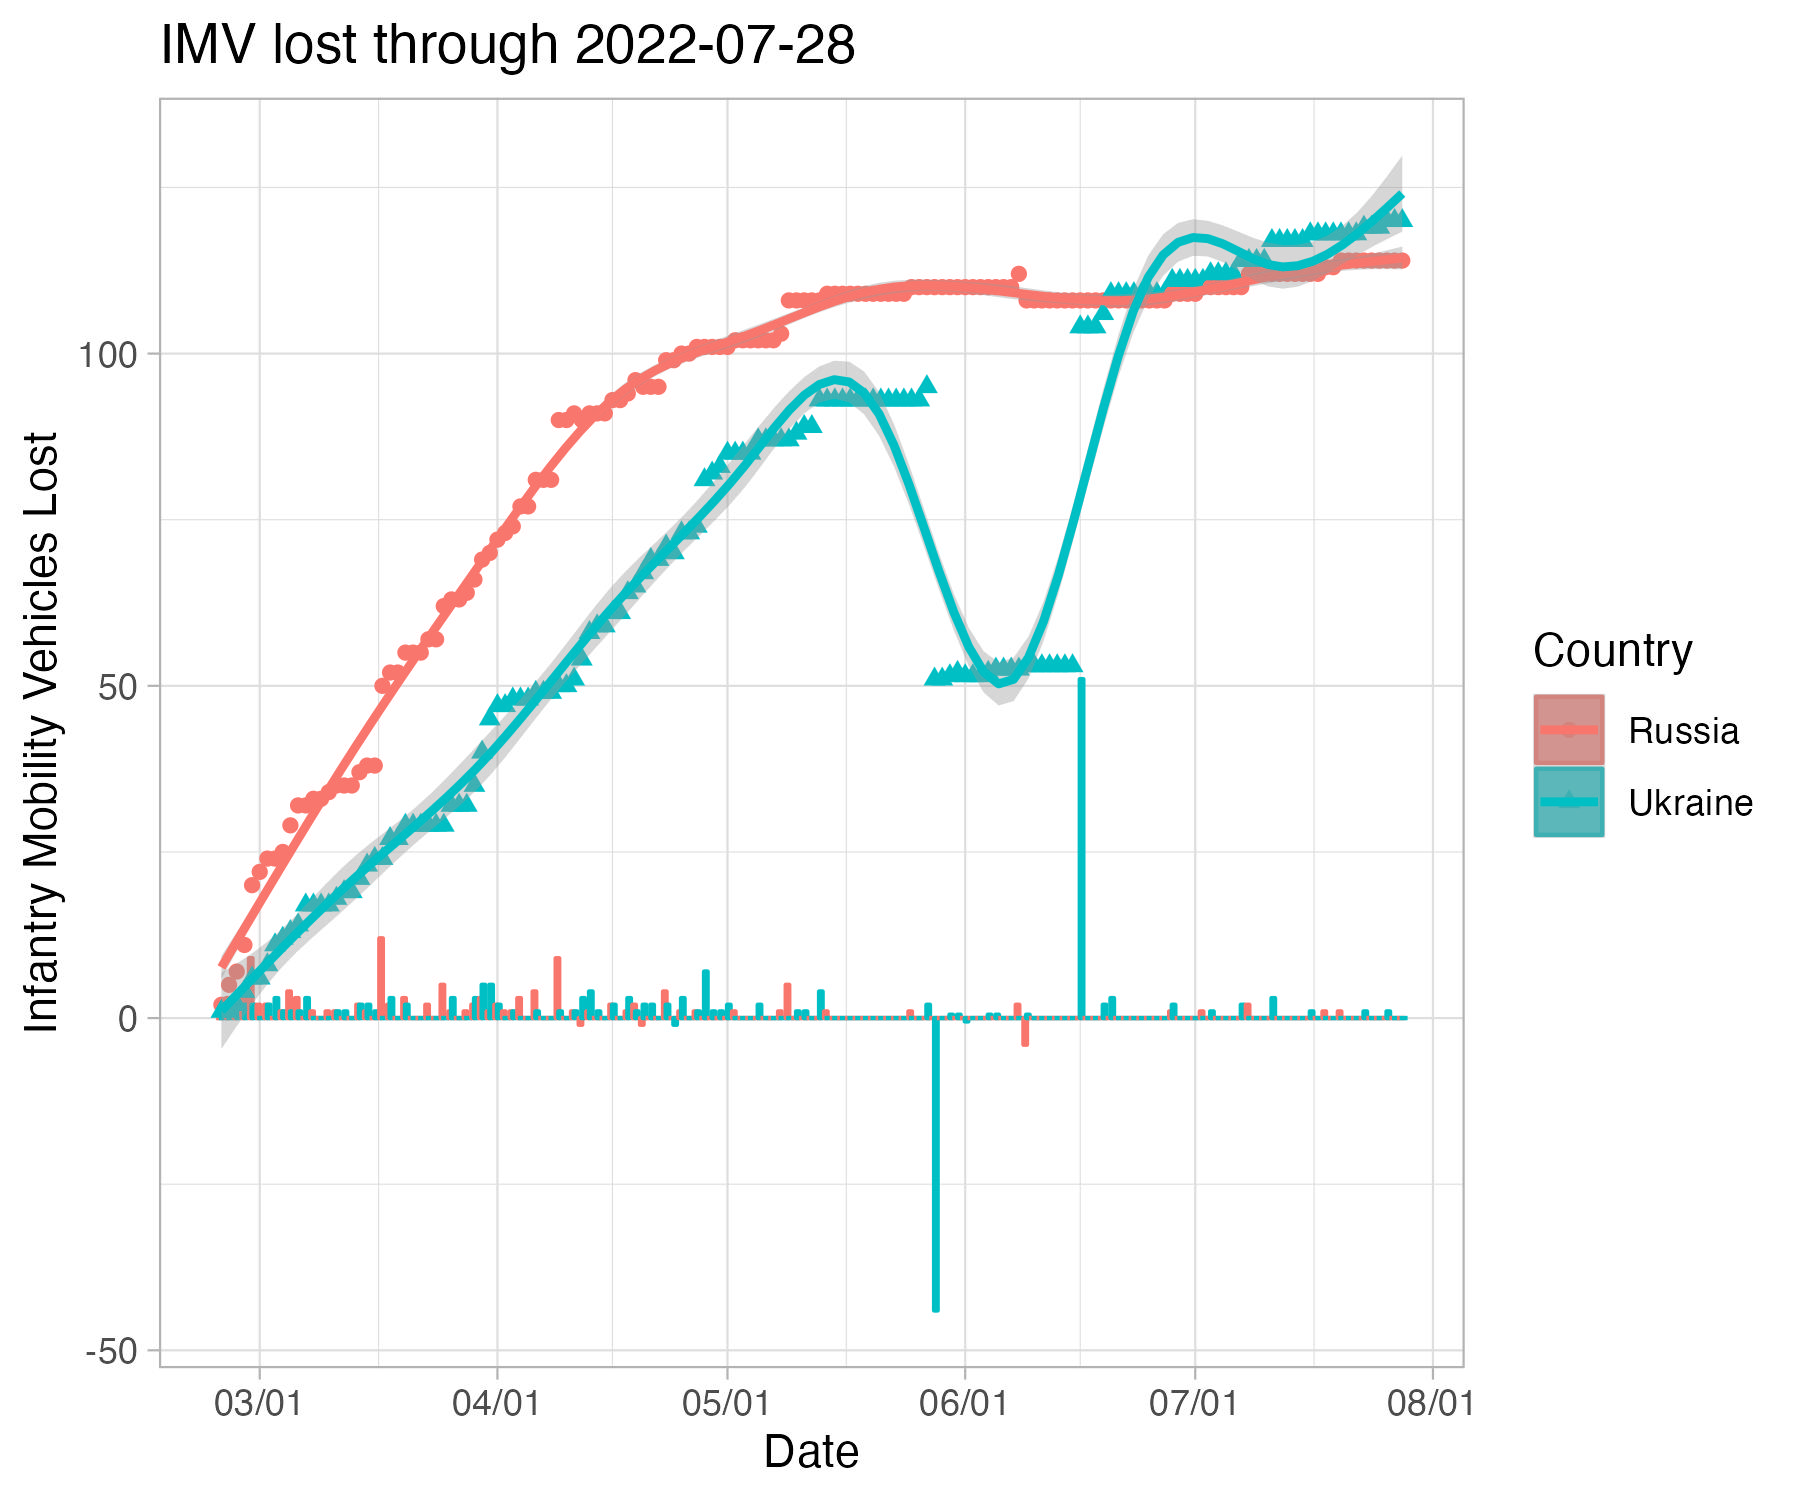 IMV lost through 2022-07-28
Infantry Mobility Vehicles Lost
100
50
0
-50
03/01
04/01
05/01
06/01
07/01
08/01
Date
Country
Russia
Ukraine